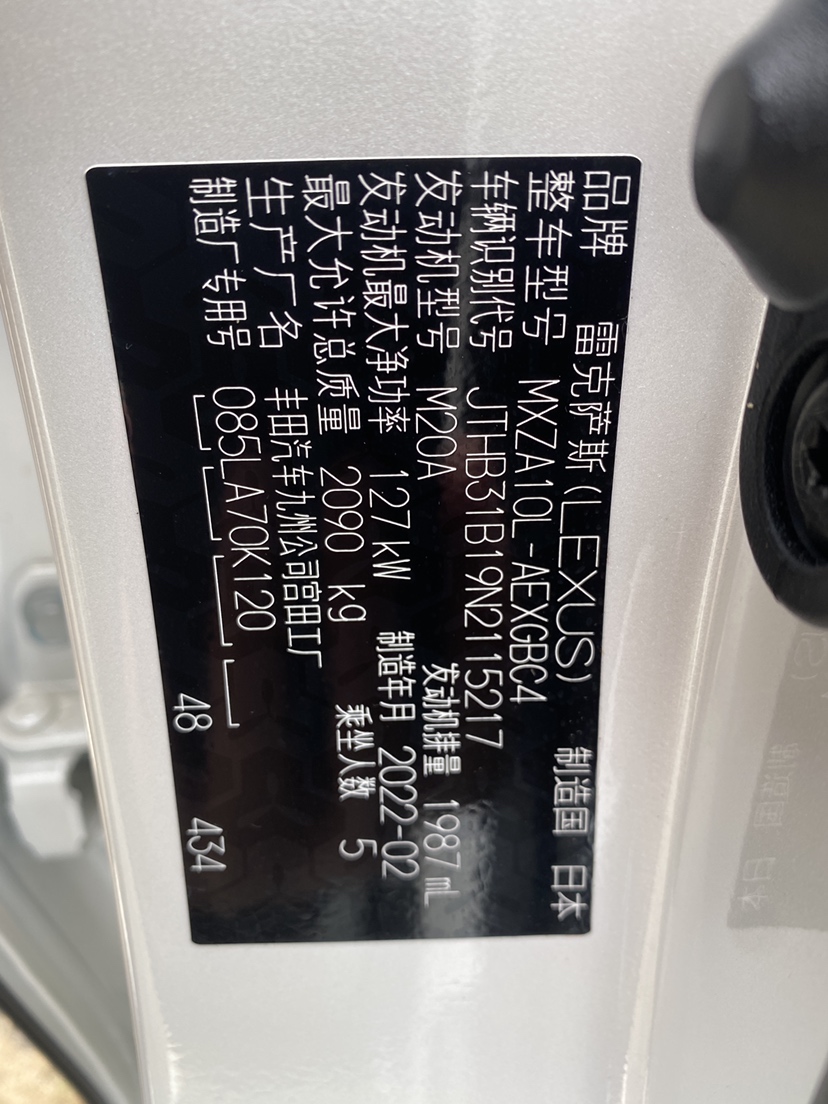 品牌 雷克萨斯(LEXUS) 制造国 日本
整车型号 MXZA10L-AEXGBC4
车辆识别代号 JTHB31B19N2115217
发动机型号 M20A 发动机排量 1987 mL
发动机最大净功率 127 kW 制造年月 2022-02
最大允许总质量 2090 kg 乘坐人数 5
生产厂名 丰田汽车九州公司宫田工厂
制造厂专用号 085LA70K120
48 434